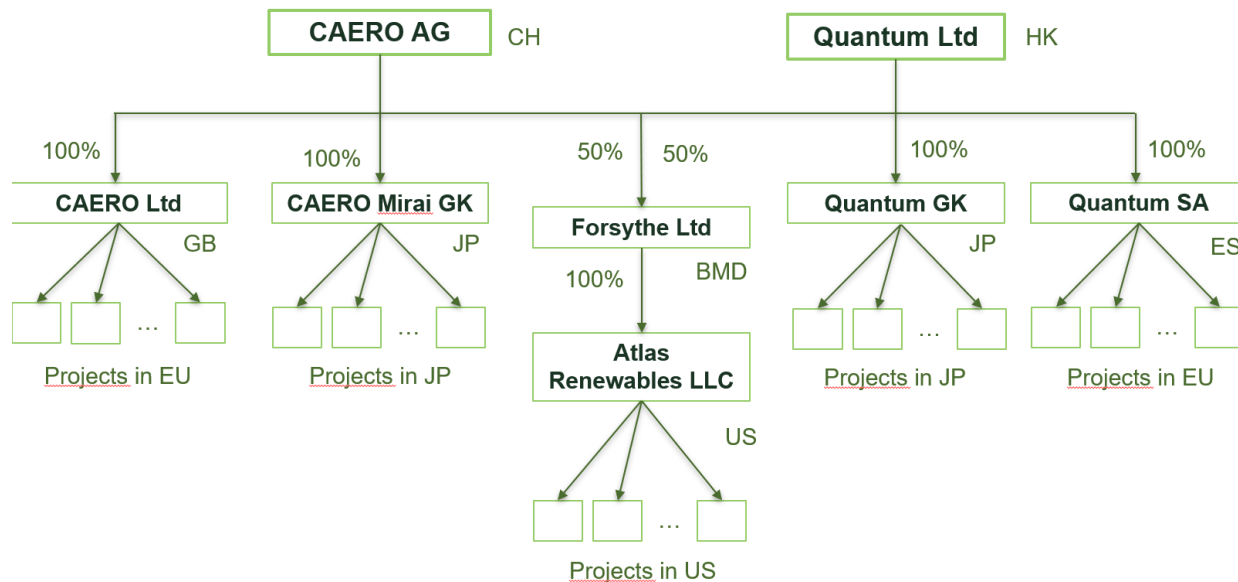 CAERO AG
CH
Quantum Ltd
HK
100%
100%
50%
50%
100%
100%
CAERO Ltd
CAERO Mirai GK
Forsythe Ltd
Quantum GK
Quantum SA
GB
JP
BMD
JP
ES
100%
...
...
...
...
Atlas
Renewables LLC
Projects in EU
Projects in JP
Projects in JP
Projects in EU
US
...
Projects in US